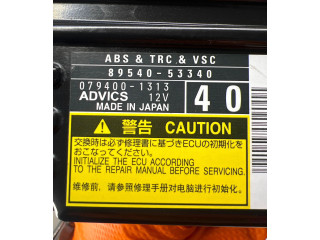 ABS & TRC & VSC
89540-53340
079400-1313
ADVICS 12V
MADE IN JAPAN
40
警告 CAUTION
交換時は必ず修理書に基づきECUの初期化を
おこなってください。
INITIALIZE THE ECU ACCORDING
TO THE REPAIR MANUAL BEFORE SERVICING.
维修前，请参照修理手册对电脑进行初始化。